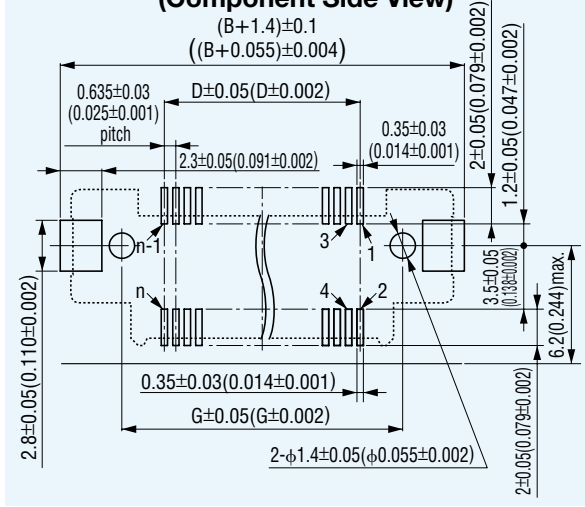 (Component Side View)
(B+1.4)±0.1
((B+0.055)±0.004)
0.635±0.03
(0.025±0.001)
pitch
D±0.05(D±0.002)
0.35±0.03
(0.014±0.001)
2±0.05(0.079±0.002)
1.2±0.05(0.047±0.002)
2.3±0.05(0.091±0.002)
n-1
3
1
n
4
2
3.5±0.05
(0.138±0.002)
6.2(0.244)max.
2.8±0.05(0.110±0.002)
0.35±0.03(0.014±0.001)
G±0.05(G±0.002)
2-ϕ1.4±0.05(ϕ0.055±0.002)
2±0.05(0.079±0.002)